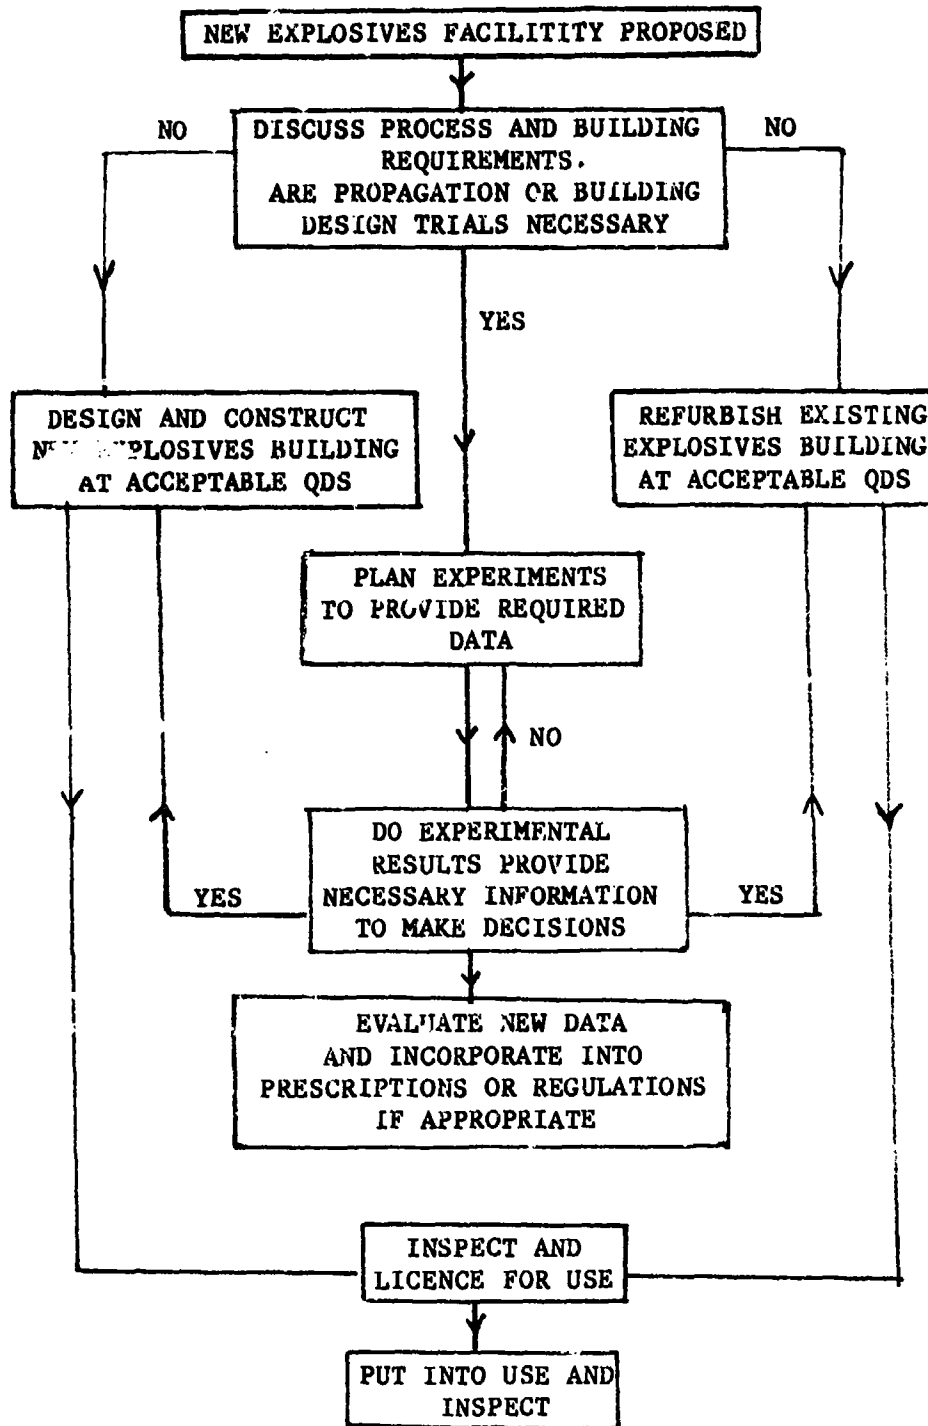 NEW EXPLOSIVES FACILITITY PROPOSED
NO
DISCUSS PROCESS AND BUILDING
REQUIREMENTS.
ARE PROPAGATION OR BUILDING
DESIGN TRIALS NECESSARY
NO
YES
DESIGN AND CONSTRUCT
EXPLOSIVES BUILDING
AT ACCEPTABLE QDS
REFURBISH EXISTING
EXPLOSIVES BUILDING
AT ACCEPTABLE QDS
PLAN EXPERIMENTS
TO PROVIDE REQUIRED
DATA
NO
DO EXPERIMENTAL
RESULTS PROVIDE
NECESSARY INFORMATION
TO MAKE DECISIONS
YES
YES
EVALUATE NEW DATA
AND INCORPORATE INTO
PRESCRIPTIONS OR REGULATIONS
IF APPROPRIATE
INSPECT AND
LICENCE FOR USE
PUT INTO USE AND
INSPECT